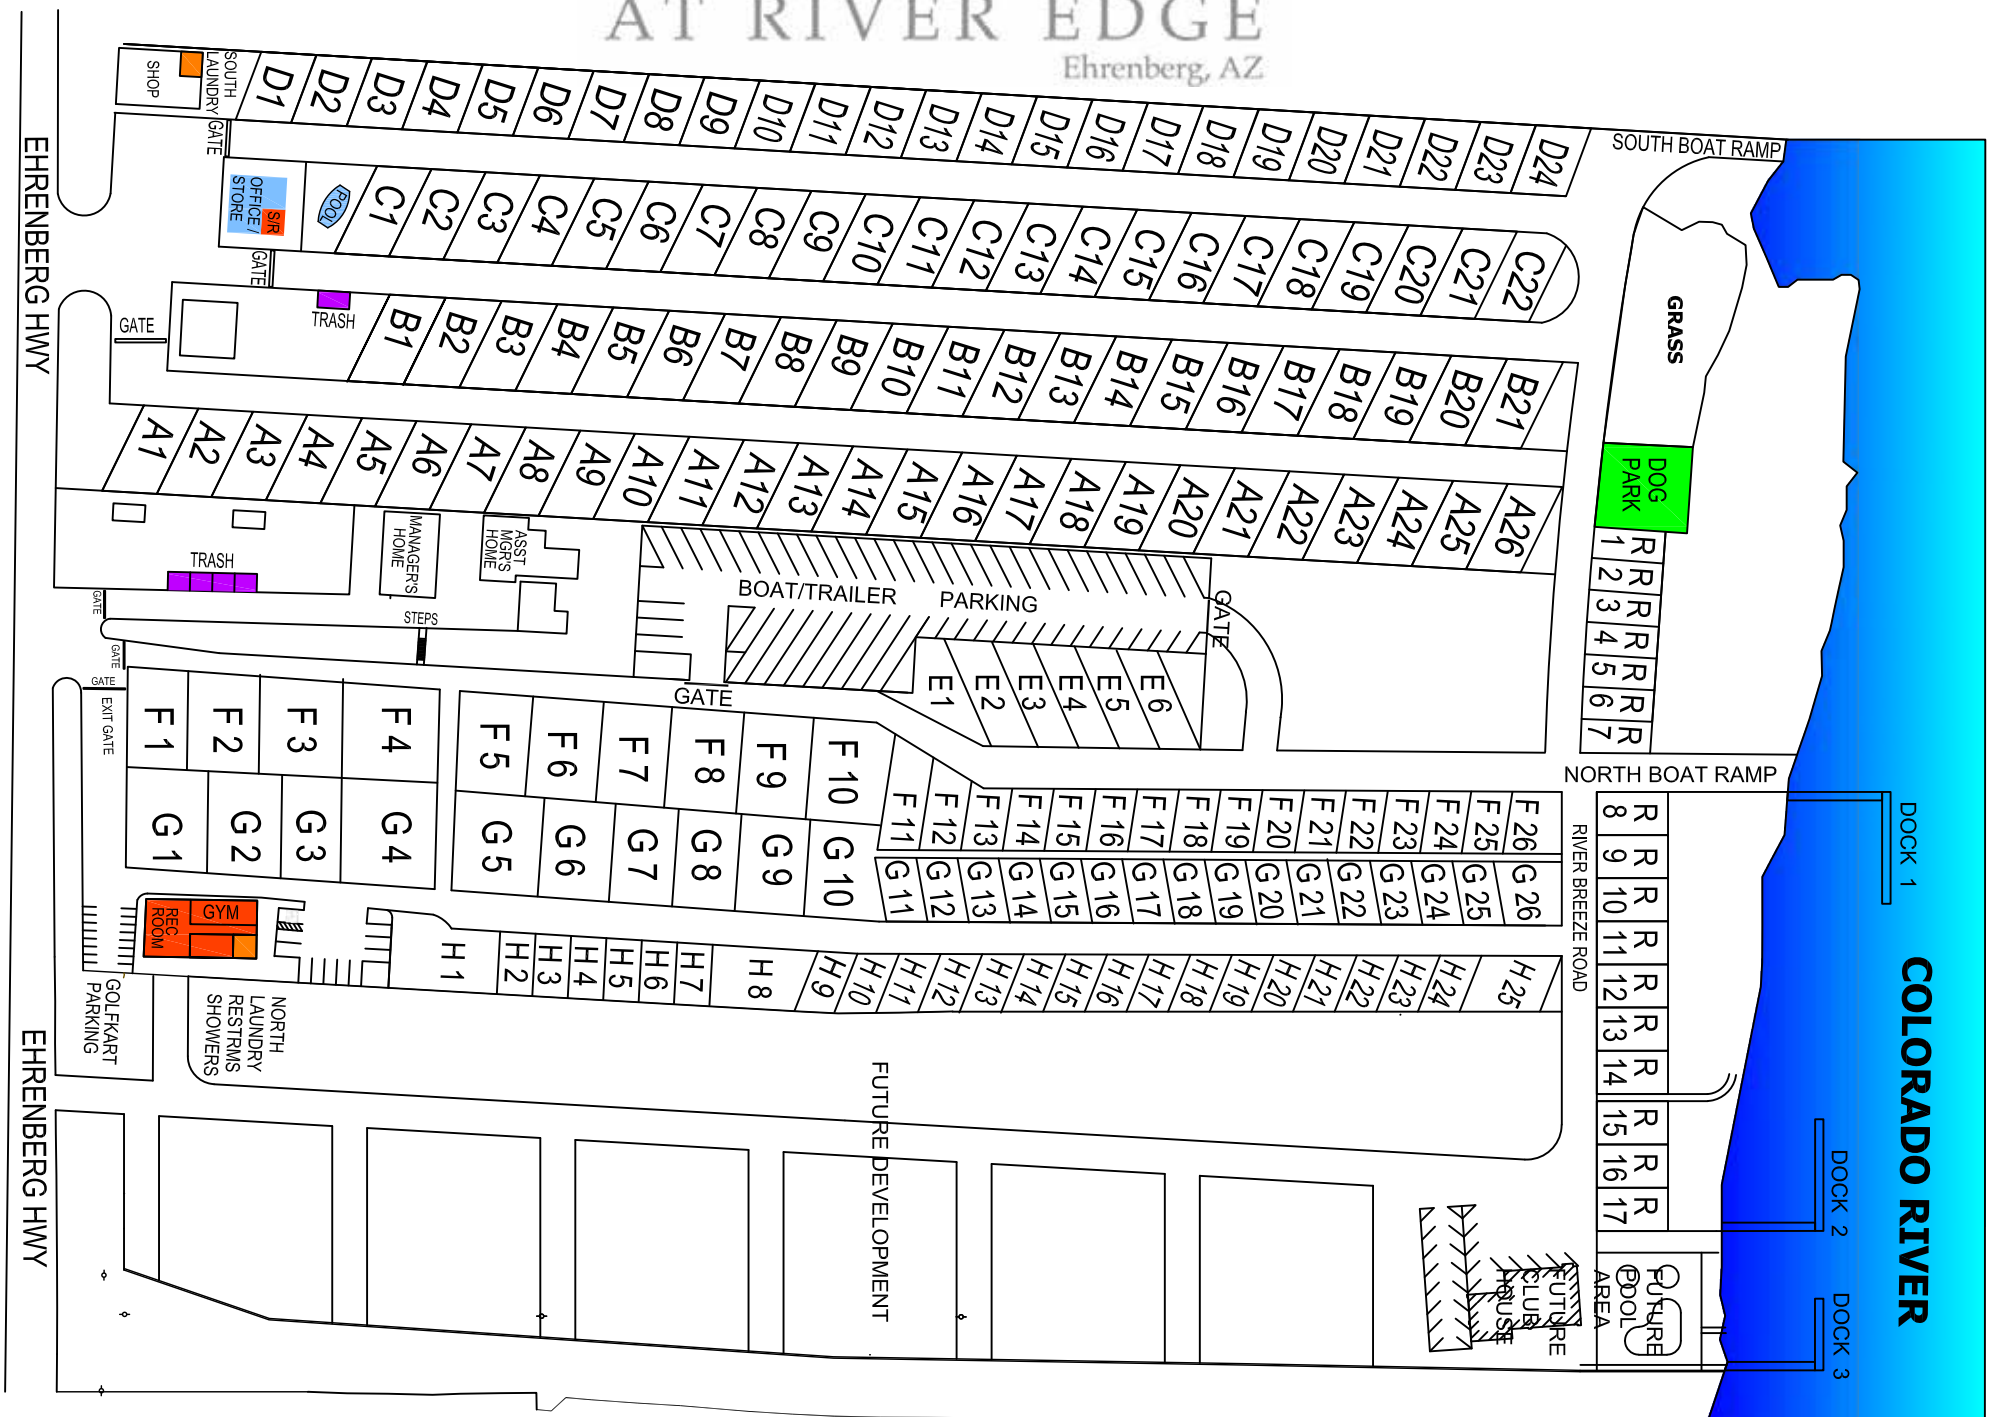 AT RIVER EDGE
Ehrenberg, AZ
SHOP
SOUTH
LAUNDRY
GATE
D1
D2
D3
D4
D5
D6
D7
D8
D9
D10
D11
D12
D13
D14
D15
D16
D17
D18
D19
D20
D21
D22
D23
D24
SOUTH BOAT RAMP
OFFICE /
STORE
S/R
POOL
GATE
C1
C2
C3
C4
C5
C6
C7
C8
C9
C10
C11
C12
C13
C14
C15
C16
C17
C18
C19
C20
C21
C22
GRASS
EHRENBERG HWY
GATE
TRASH
B1
B2
B3
B4
B5
B6
B7
B8
B9
B10
B11
B12
B13
B14
B15
B16
B17
B18
B19
B20
B21
DOG
PARK
A1
A2
A3
A4
A5
A6
A7
A8
A9
A10
A11
A12
A13
A14
A15
A16
A17
A18
A19
A20
A21
A22
A23
A24
A25
A26
TRASH
MANAGER'S
HOME
ASST
MGR'S
HOME
BOAT/TRAILER PARKING
GATE
GATE
STEPS
GATE
GATE
EXIT GATE
GATE
E1
E2
E3
E4
E5
E6
R 1
R 2
R 3
R 4
R 5
R 6
R 7
NORTH BOAT RAMP
F 1
F 2
F 3
F 4
F 5
F 6
F 7
F 8
F 9
F 10
F 11
F 12
F 13
F 14
F 15
F 16
F 17
F 18
F 19
F 20
F 21
F 22
F 23
F 24
F 25
F 26
G 1
G 2
G 3
G 4
G 5
G 6
G 7
G 8
G 9
G 10
G 11
G 12
G 13
G 14
G 15
G 16
G 17
G 18
G 19
G 20
G 21
G 22
G 23
G 24
G 25
G 26
RIVER BREEZE ROAD
R 8
R 9
R 10
R 11
R 12
R 13
R 14
R 15
R 16
R 17
DOCK 1
COLORADO RIVER
GYM
REC
ROOM
H 1
H 2
H 3
H 4
H 5
H 6
H 7
H 8
H9
H10
H11
H12
H13
H14
H15
H16
H17
H18
H19
H20
H21
H22
H23
H24
H25
GOLFKART
PARKING
NORTH
LAUNDRY
RESTRMS
SHOWERS
EHRENBERG HWY
FUTURE DEVELOPMENT
DOCK 2
FUTURE
CLUB
HOUSE
FUTURE
POOL
AREA
DOCK 3